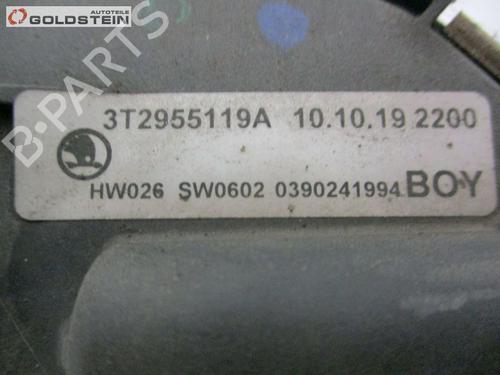 AUTOTEILE
GOLDSTEIN
B-PARTS
3T2955119A 10.10.19 2200
HW026 SW0602 0390241994 BOY